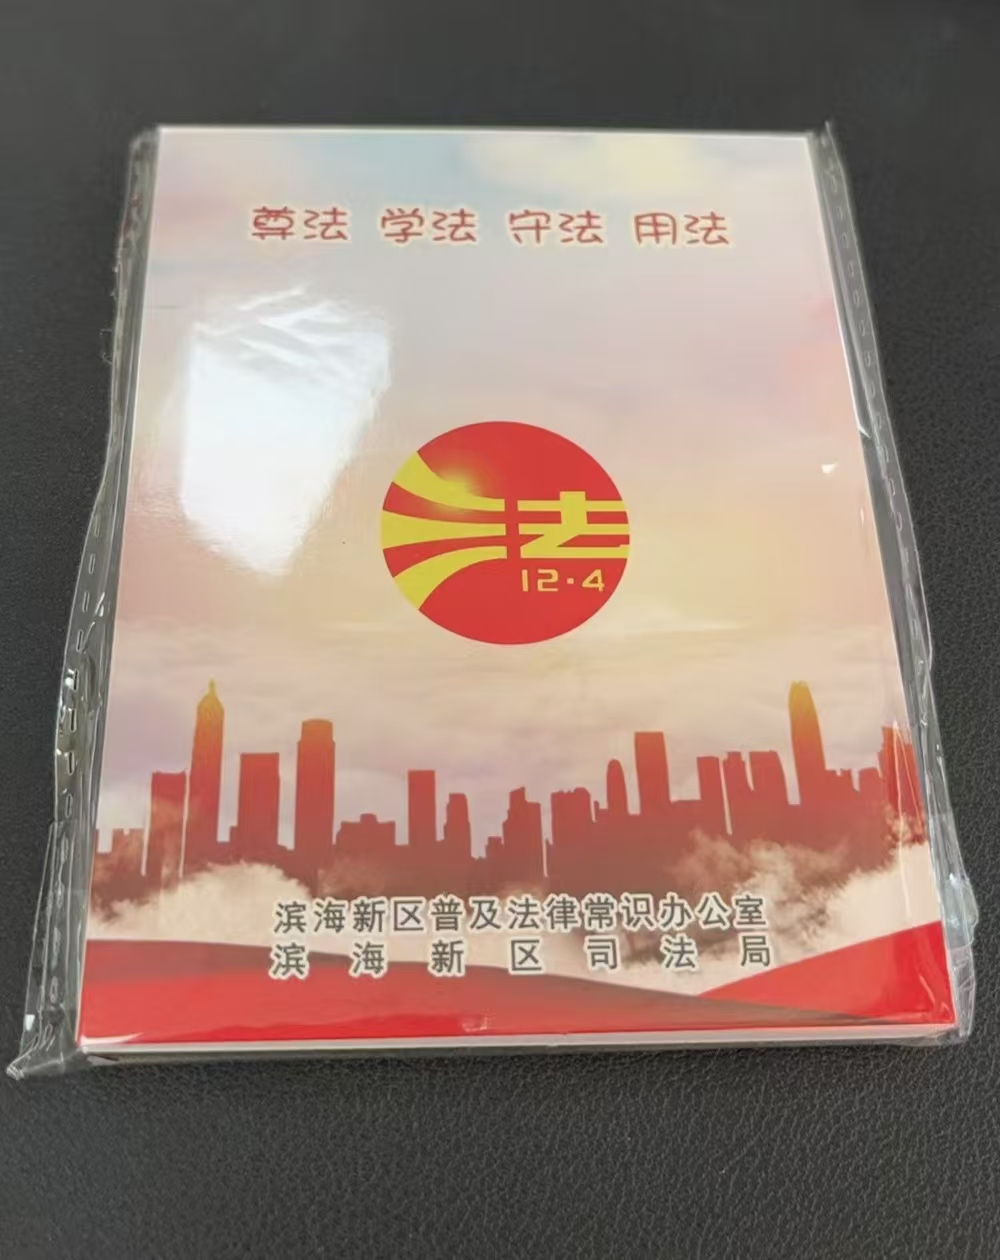 尊法 学法 守法 用法
法
12·4
滨海新区普及法律常识办公室
滨海新区司法局